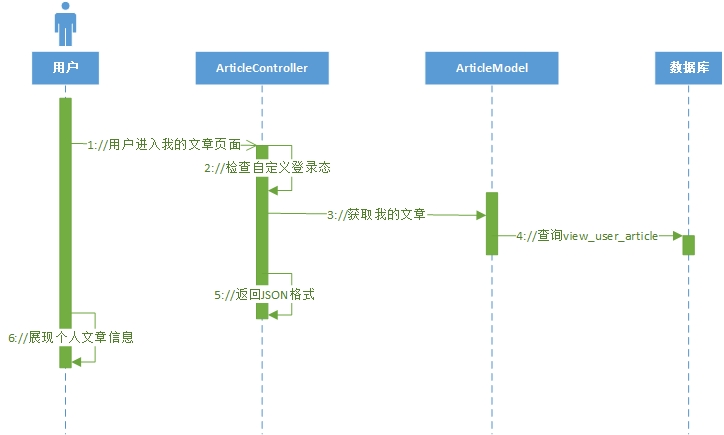 用户
ArticleController
ArticleModel
数据库
1://用户进入我的文章页面
2://检查自定义登录态
3://获取我的文章
4://查询view_user_article
5://返回JSON格式
6://展现个人文章信息